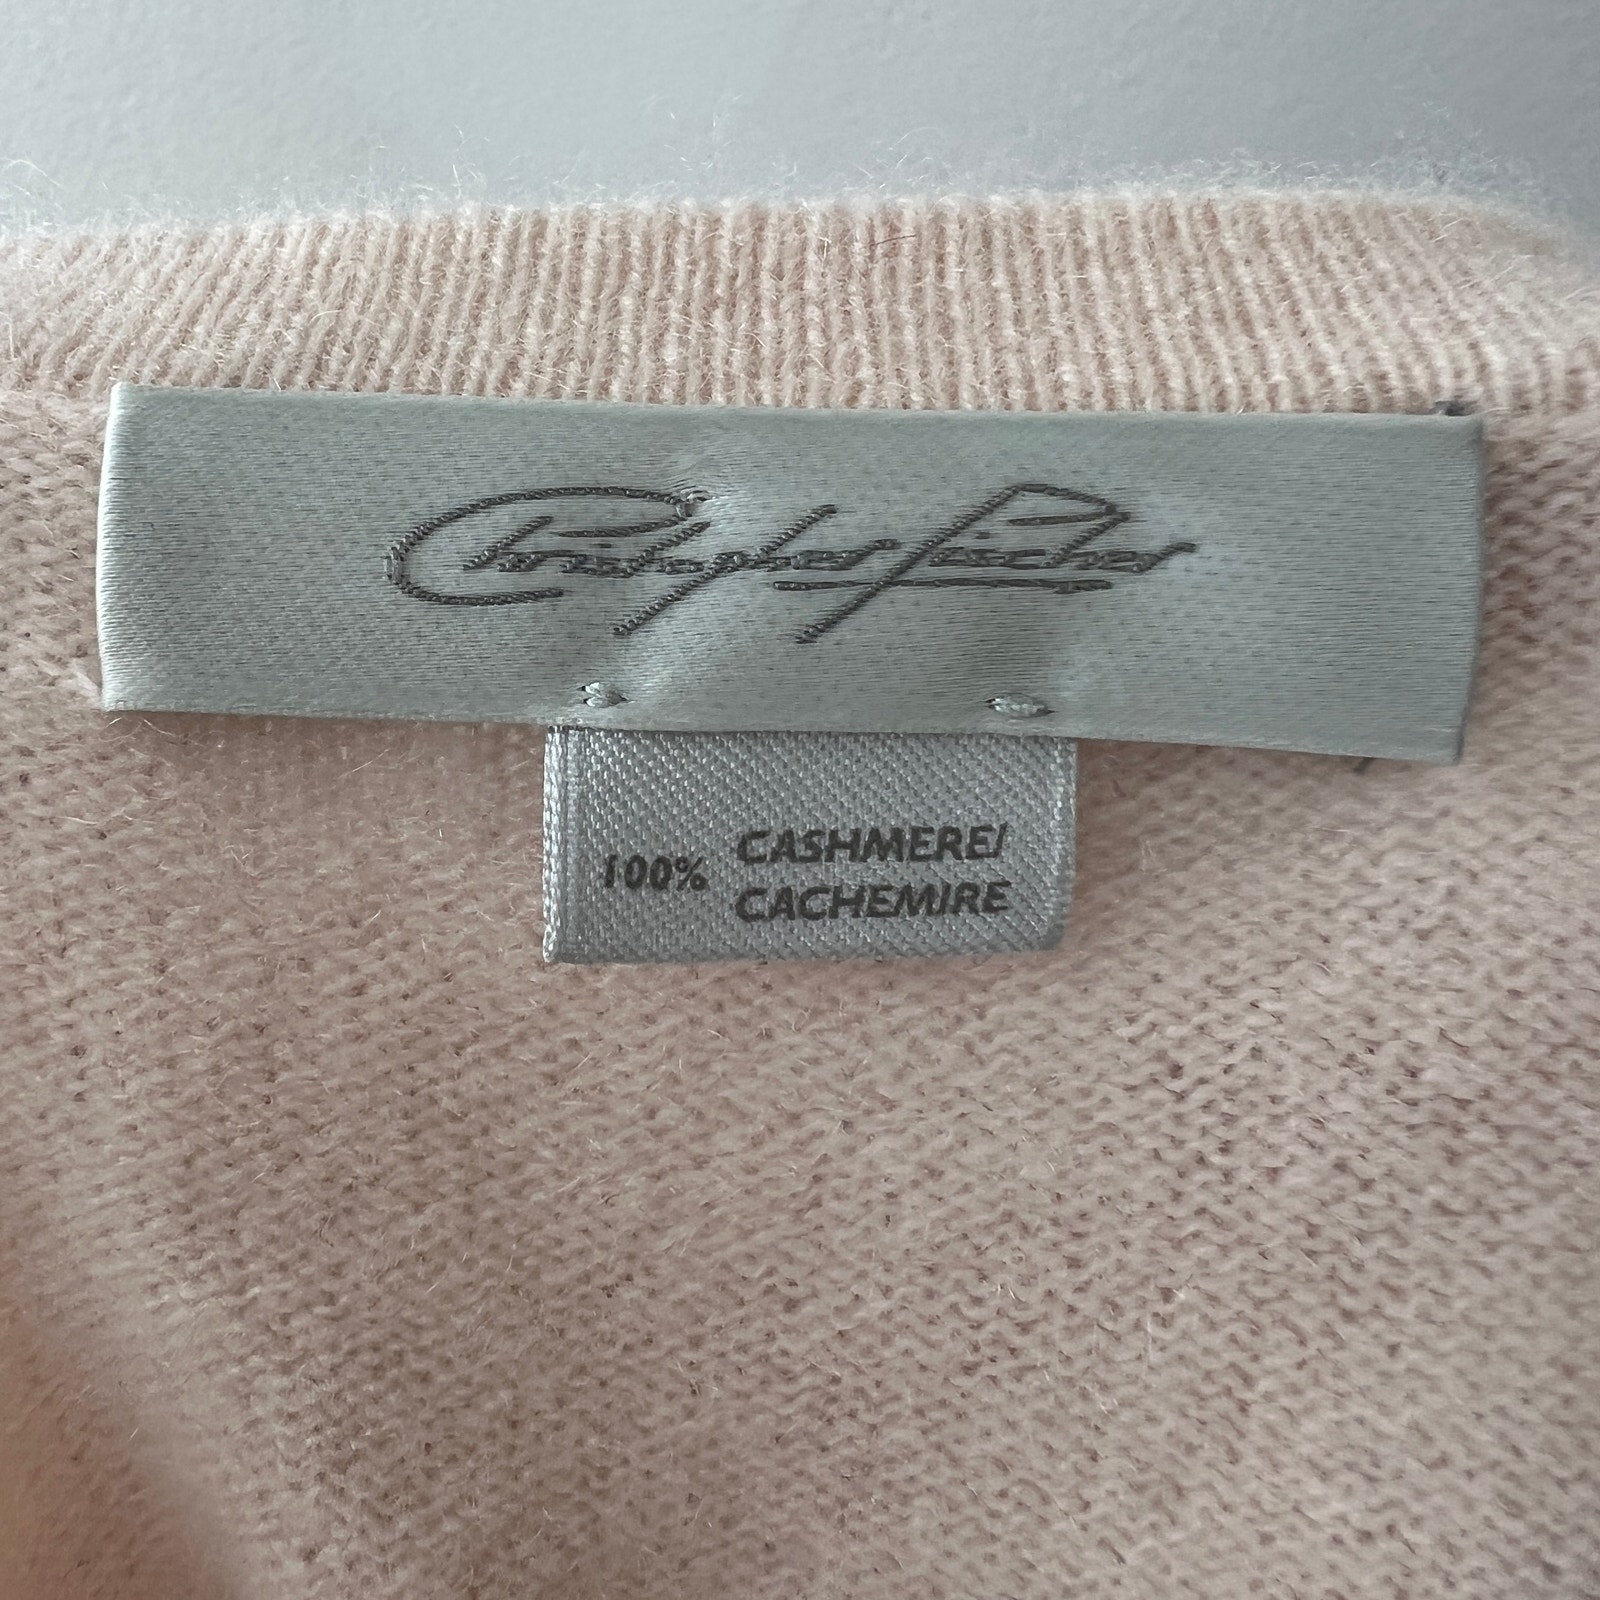 Christopher Fischer
100% CASHMERE/
CACHEMIRE